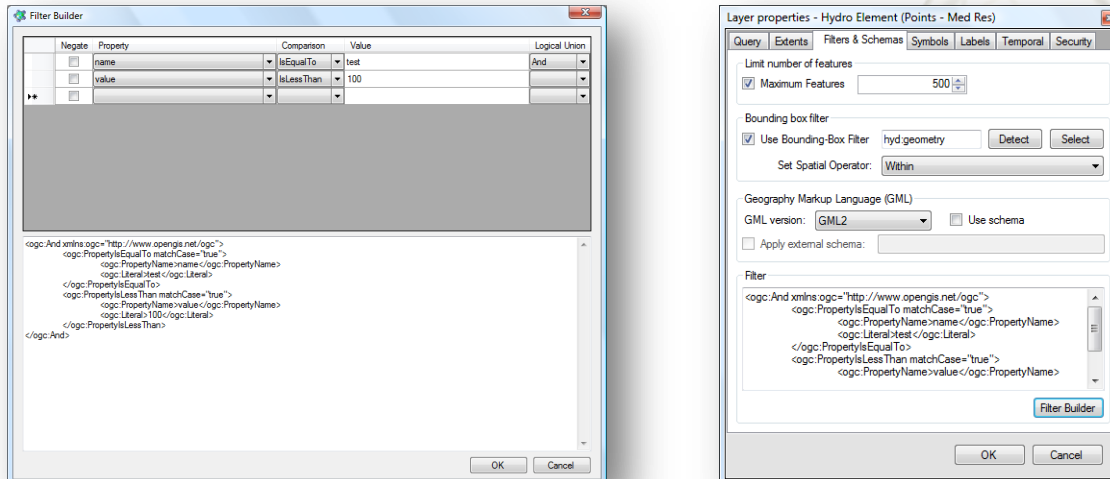 Filter Builder
Negate Property Comparison Value Logical Union
name IsEqualTo test And
value IsLessThan 100
<ogc:And xmlns:ogc="http://www.opengis.net/ogc">
<ogc:PropertyIsEqualTo matchCase="true">
<ogc:PropertyName>name</ogc:PropertyName>
<ogc:Literal>test</ogc:Literal>
</ogc:PropertyIsEqualTo>
<ogc:PropertyIsLessThan matchCase="true">
<ogc:PropertyName>value</ogc:PropertyName>
<ogc:Literal>100</ogc:Literal>
</ogc:PropertyIsLessThan>
</ogc:And>
OK Cancel
Layer properties - Hydro Element (Points - Med Res)
Query Extents Filters & Schemas Symbols Labels Temporal Security
Limit number of features
Maximum Features 500
Bounding box filter
Use Bounding-Box Filter hyd:geometry Detect Select
Set Spatial Operator: Within
Geography Markup Language (GML)
GML version: GML2 Use schema
Apply external schema:
Filter
<ogc:And xmlns:ogc="http://www.opengis.net/ogc">
<ogc:PropertyIsEqualTo matchCase="true">
<ogc:PropertyName>name</ogc:PropertyName>
<ogc:Literal>test</ogc:Literal>
</ogc:PropertyIsEqualTo>
<ogc:PropertyIsLessThan matchCase="true">
<ogc:PropertyName>value</ogc:PropertyName>
Filter Builder
OK Cancel